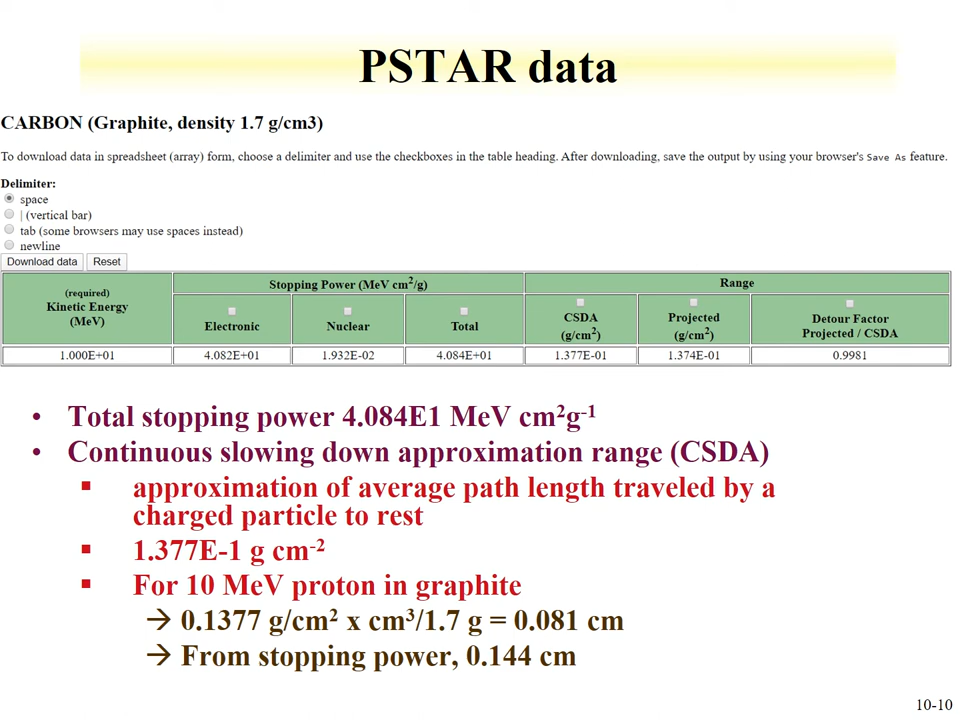 PSTAR data
CARBON (Graphite, density 1.7 g/cm3)
To download data in spreadsheet (array) form, choose a delimiter and use the checkboxes in the table heading. After downloading, save the output by using your browser's Save As feature.
Delimiter:
space
| (vertical bar)
tab (some browsers may use spaces instead)
newline
Download data Reset
(required)
Kinetic Energy
(MeV)
Stopping Power (MeV cm²/g)
Range
Electronic
Nuclear
Total
CSDA
(g/cm²)
Projected
(g/cm²)
Detour Factor
Projected / CSDA
1.000E+01 4.082E+01 1.932E-02 4.084E+01 1.377E-01 1.374E-01 0.9981
• Total stopping power 4.084E1 MeV cm²g⁻¹
• Continuous slowing down approximation range (CSDA)
▪ approximation of average path length traveled by a
charged particle to rest
▪ 1.377E-1 g cm⁻²
▪ For 10 MeV proton in graphite
→ 0.1377 g/cm² x cm³/1.7 g = 0.081 cm
→ From stopping power, 0.144 cm
10-10